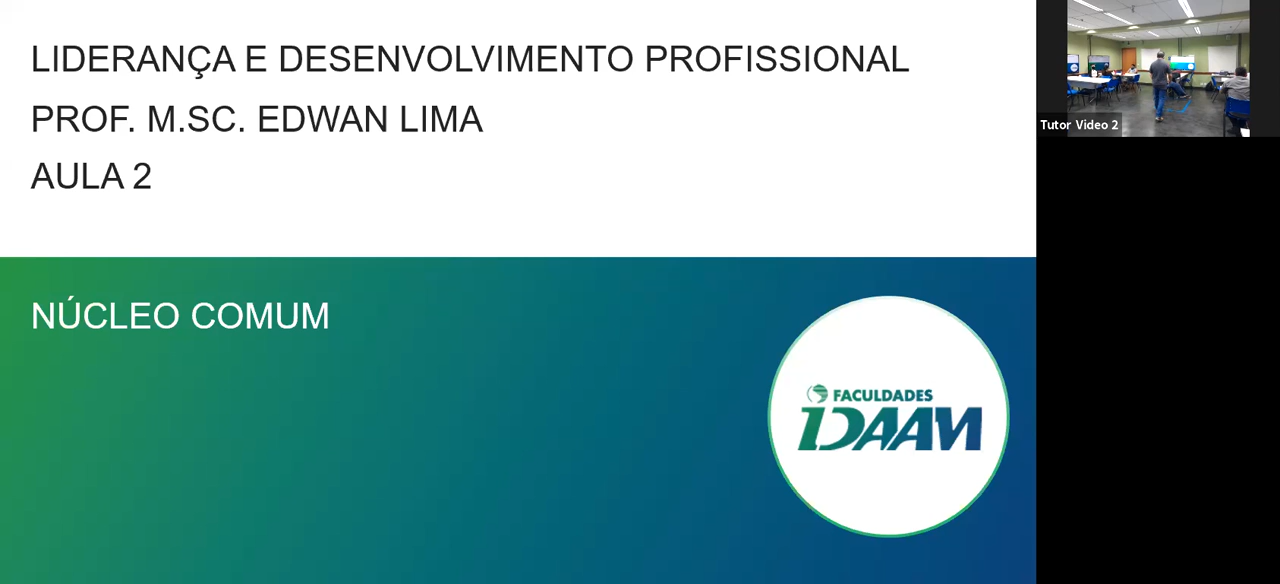 LIDERANÇA E DESENVOLVIMENTO PROFISSIONAL
PROF. M.SC. EDWAN LIMA
AULA 2
NÚCLEO COMUM
FACULDADES
IDAAM
Tutor Video 2